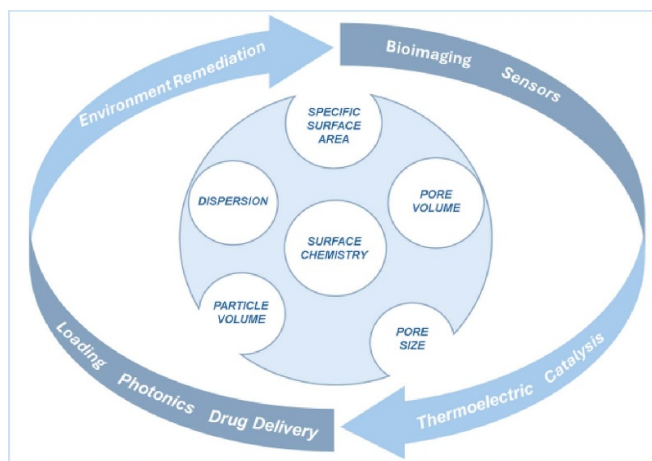 Environment Remediation
Bioimaging Sensors
SPECIFIC
SURFACE
AREA
DISPERSION
PORE
VOLUME
SURFACE
CHEMISTRY
PARTICLE
VOLUME
PORE
SIZE
Loading Photonics Drug Delivery
Thermoelectric Catalysis